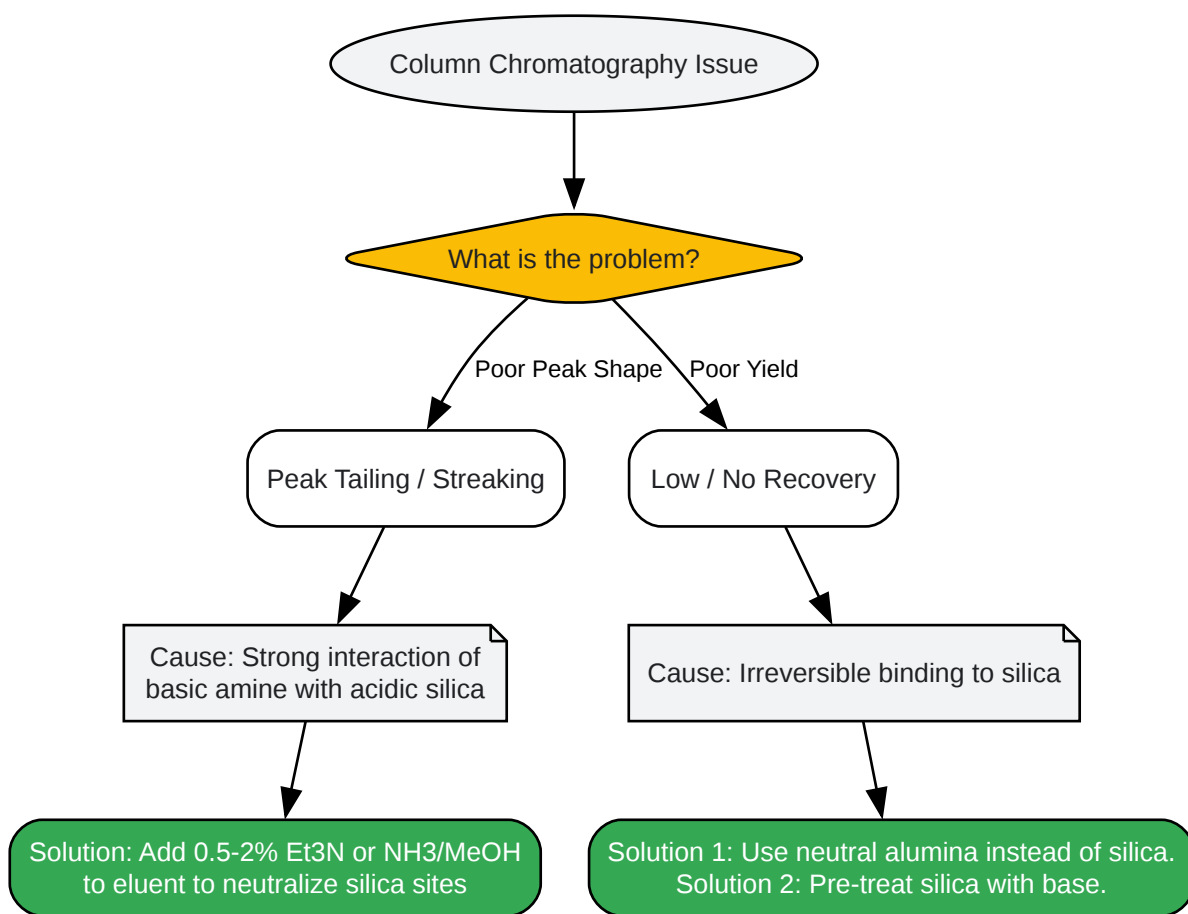 Column Chromatography Issue
What is the problem?
Poor Peak Shape
Poor Yield
Peak Tailing / Streaking
Low / No Recovery
Cause: Strong interaction of
basic amine with acidic silica
Cause: Irreversible binding to silica
Solution: Add 0.5-2% Et3N or NH3/MeOH
to eluent to neutralize silica sites
Solution 1: Use neutral alumina instead of silica.
Solution 2: Pre-treat silica with base.